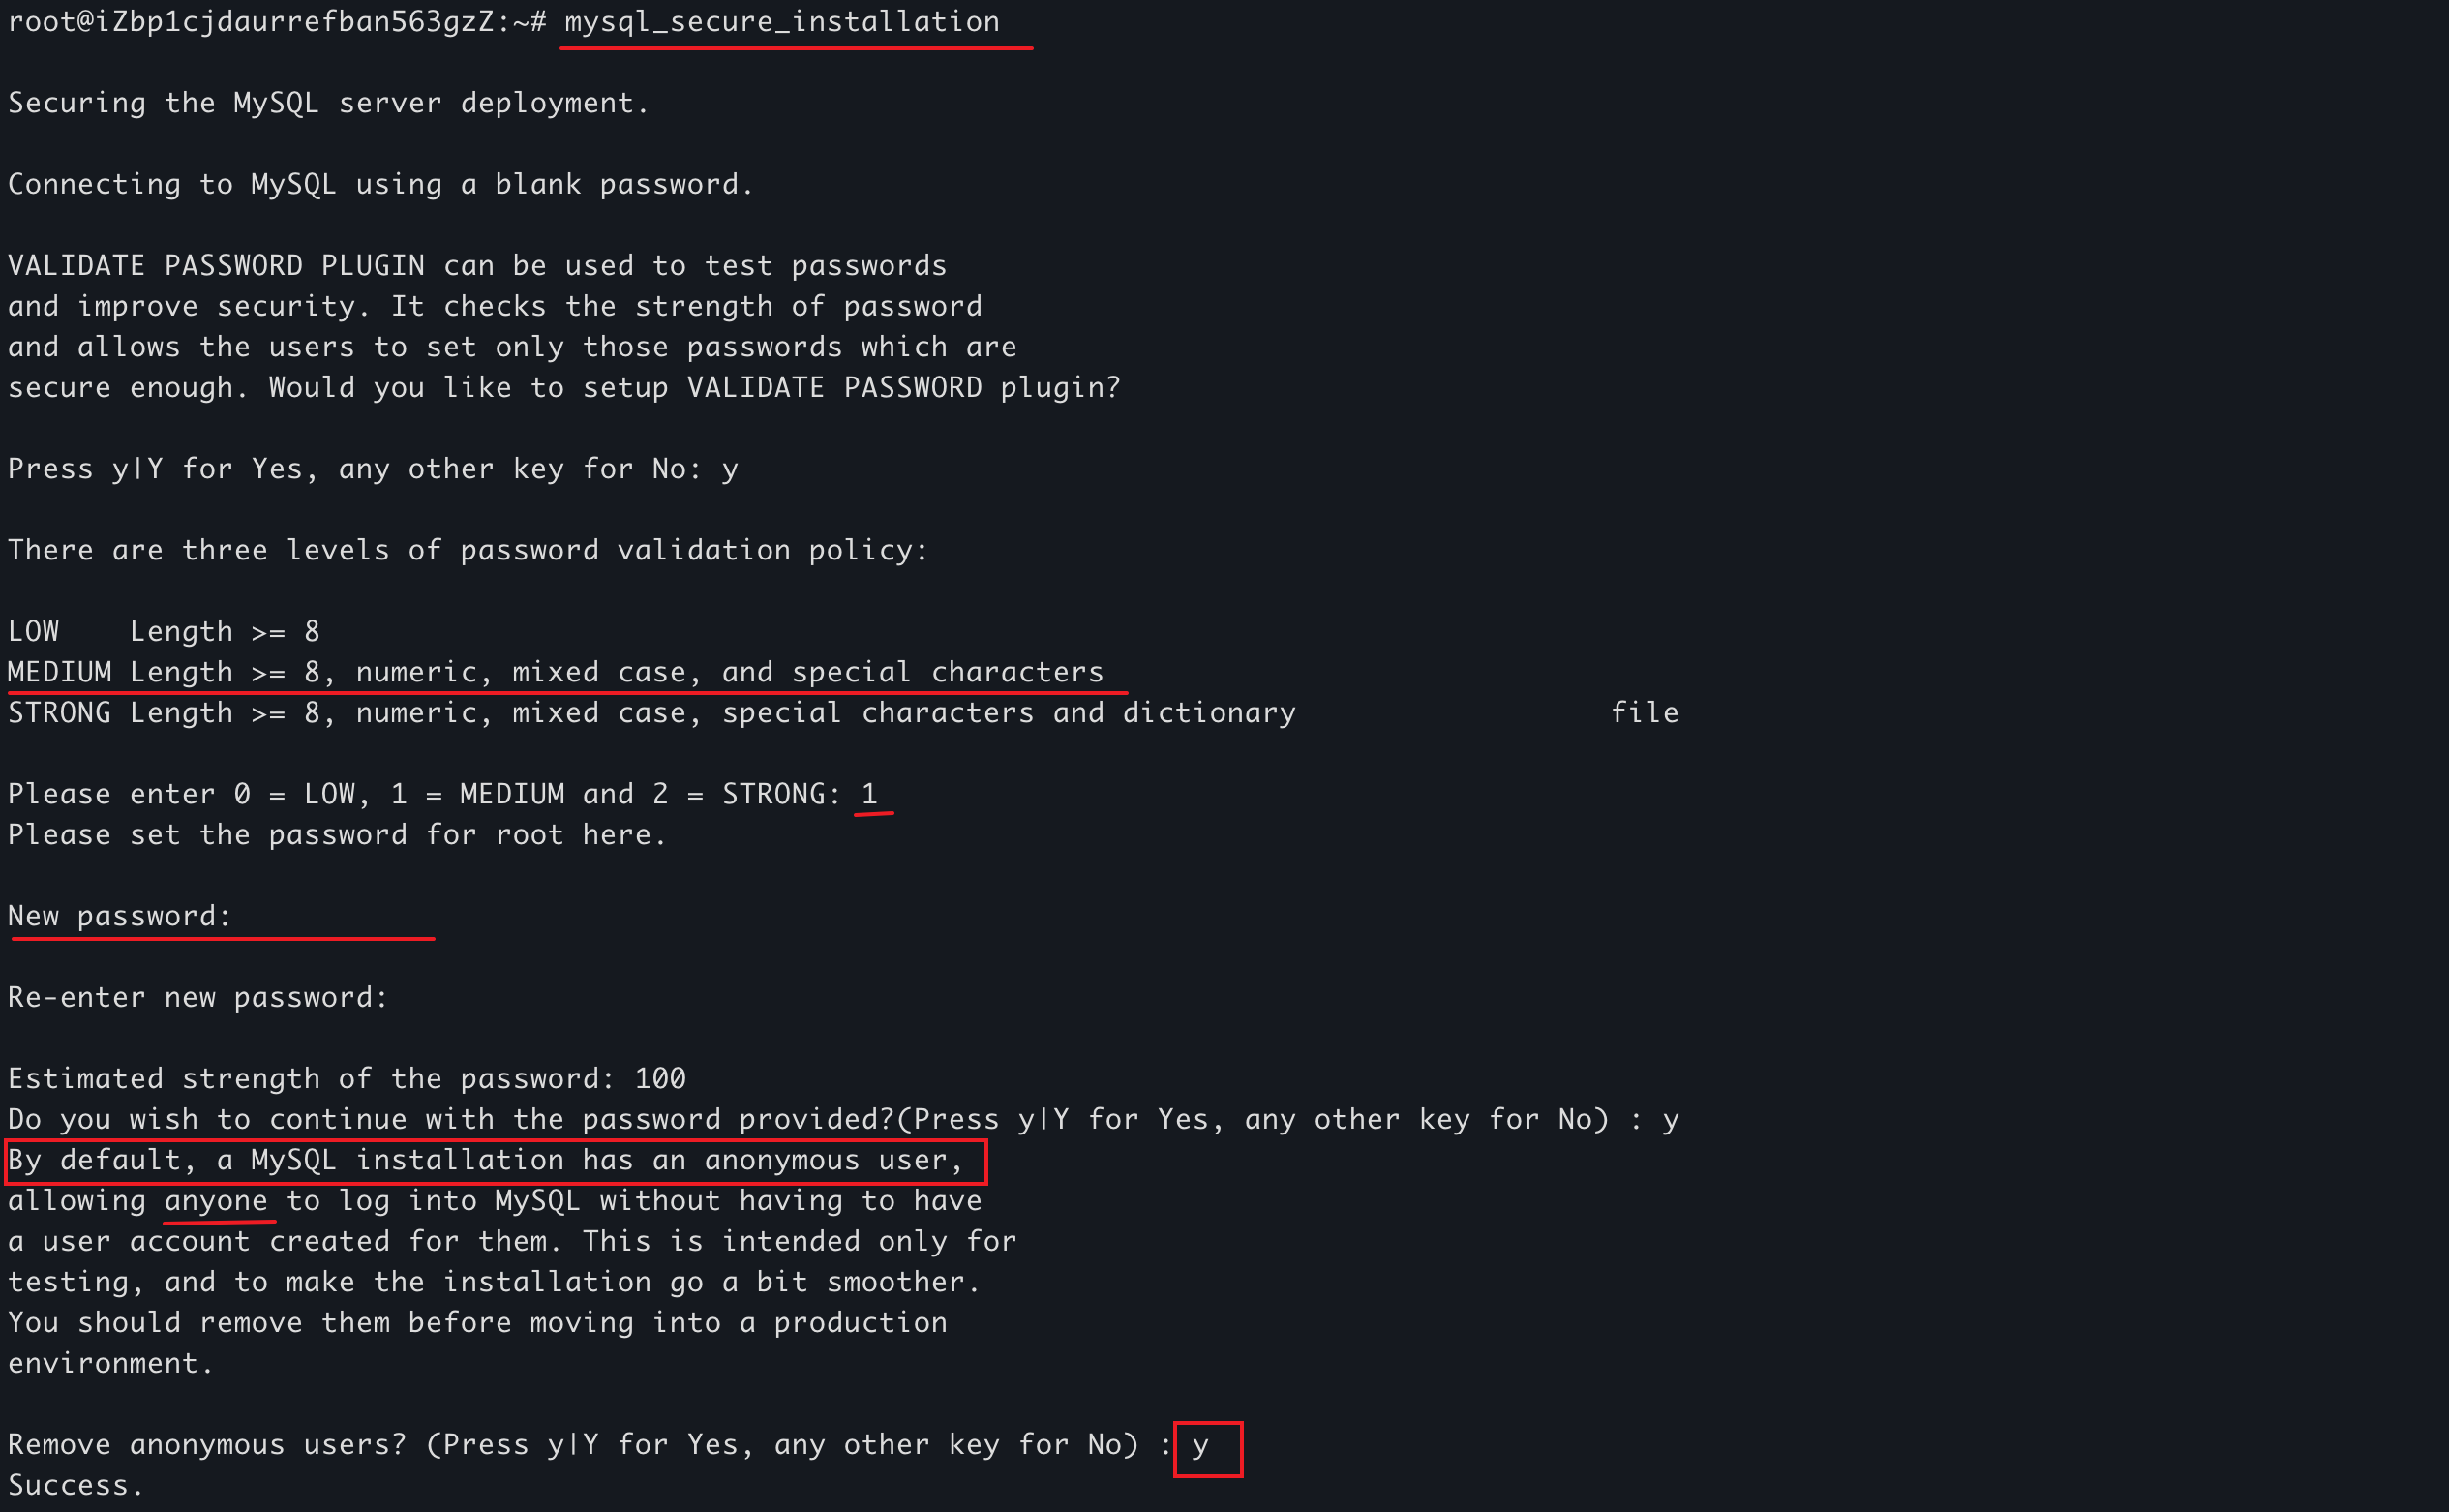 root@iZbp1cjdaurrefban563gzZ:~# mysql_secure_installation
Securing the MySQL server deployment.
Connecting to MySQL using a blank password.
VALIDATE PASSWORD PLUGIN can be used to test passwords
and improve security. It checks the strength of password
and allows the users to set only those passwords which are
secure enough. Would you like to setup VALIDATE PASSWORD plugin?
Press y|Y for Yes, any other key for No: y
There are three levels of password validation policy:
LOW    Length >= 8
MEDIUM Length >= 8, numeric, mixed case, and special characters
STRONG Length >= 8, numeric, mixed case, special characters and dictionary                  file
Please enter 0 = LOW, 1 = MEDIUM and 2 = STRONG: 1
Please set the password for root here.
New password:
Re-enter new password:
Estimated strength of the password: 100
Do you wish to continue with the password provided?(Press y|Y for Yes, any other key for No) : y
By default, a MySQL installation has an anonymous user,
allowing anyone to log into MySQL without having to have
a user account created for them. This is intended only for
testing, and to make the installation go a bit smoother.
You should remove them before moving into a production
environment.
Remove anonymous users? (Press y|Y for Yes, any other key for No) : y
Success.